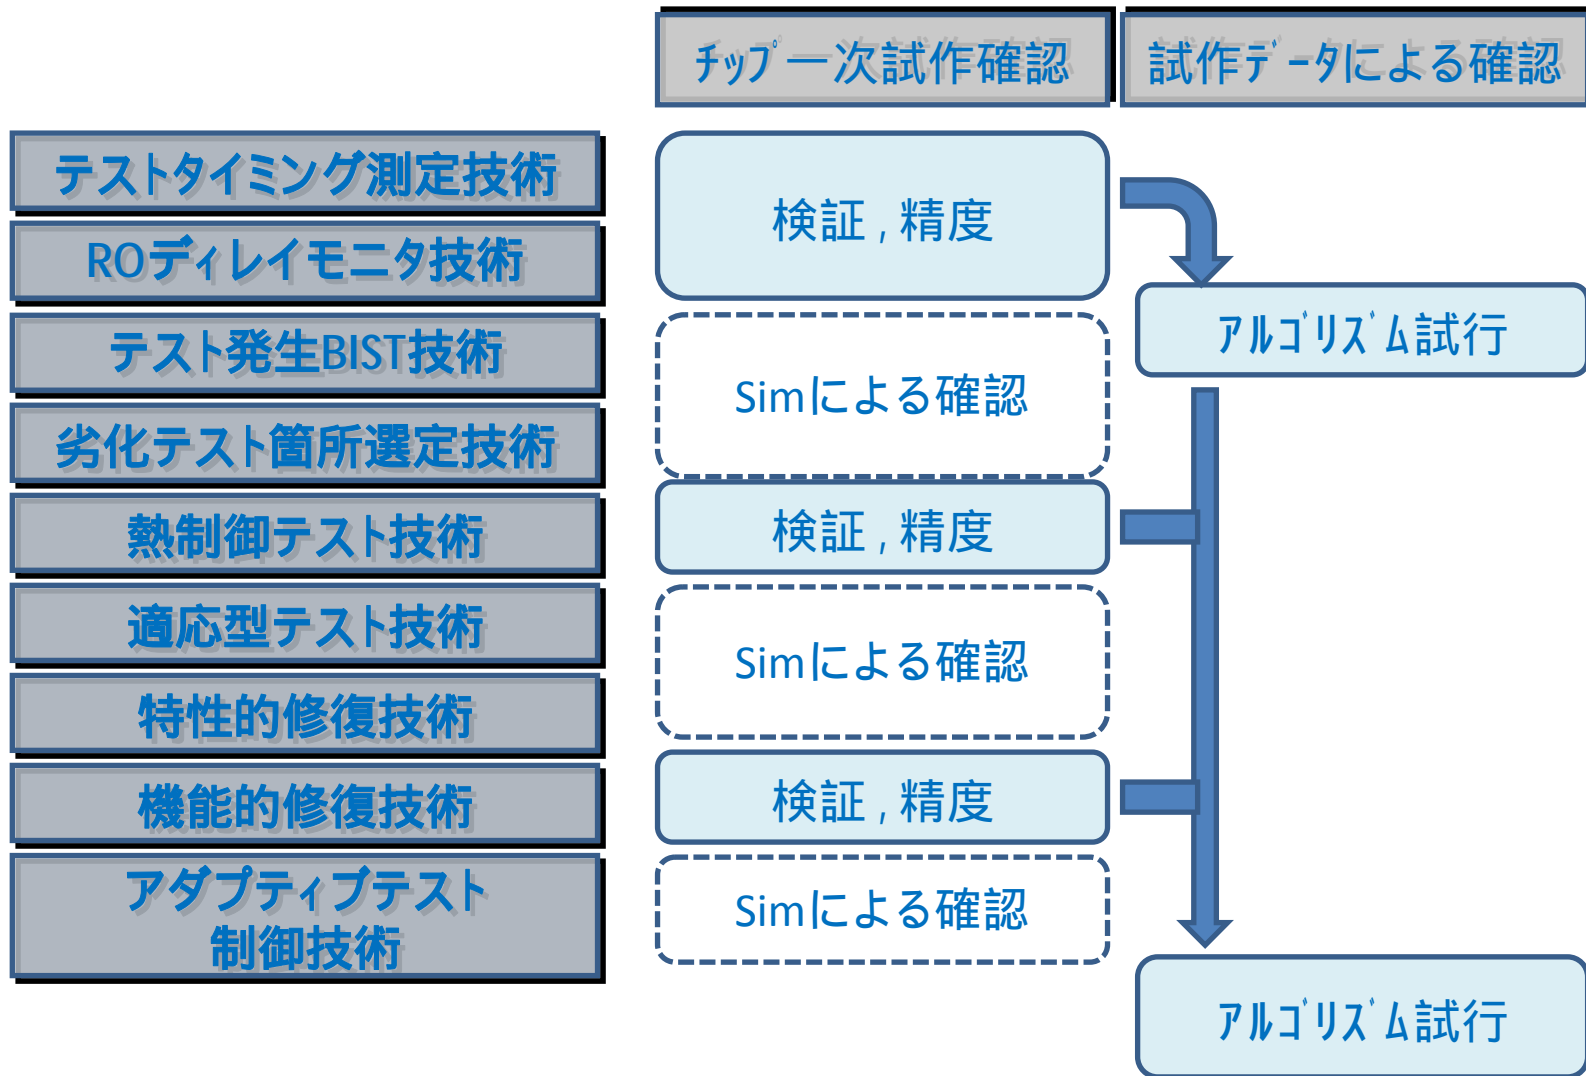 ﾁｯﾌﾟ一次試作確認
試作ﾃﾞｰﾀによる確認
テストタイミング測定技術
ROディレイモニタ技術
テスト発生BIST技術
劣化テスト箇所選定技術
熱制御テスト技術
適応型テスト技術
特性的修復技術
機能的修復技術
アダプティブテスト
制御技術
検証，精度
Simによる確認
検証，精度
Simによる確認
検証，精度
Simによる確認
ｱﾙｺﾞﾘｽﾞﾑ試行
ｱﾙｺﾞﾘｽﾞﾑ試行